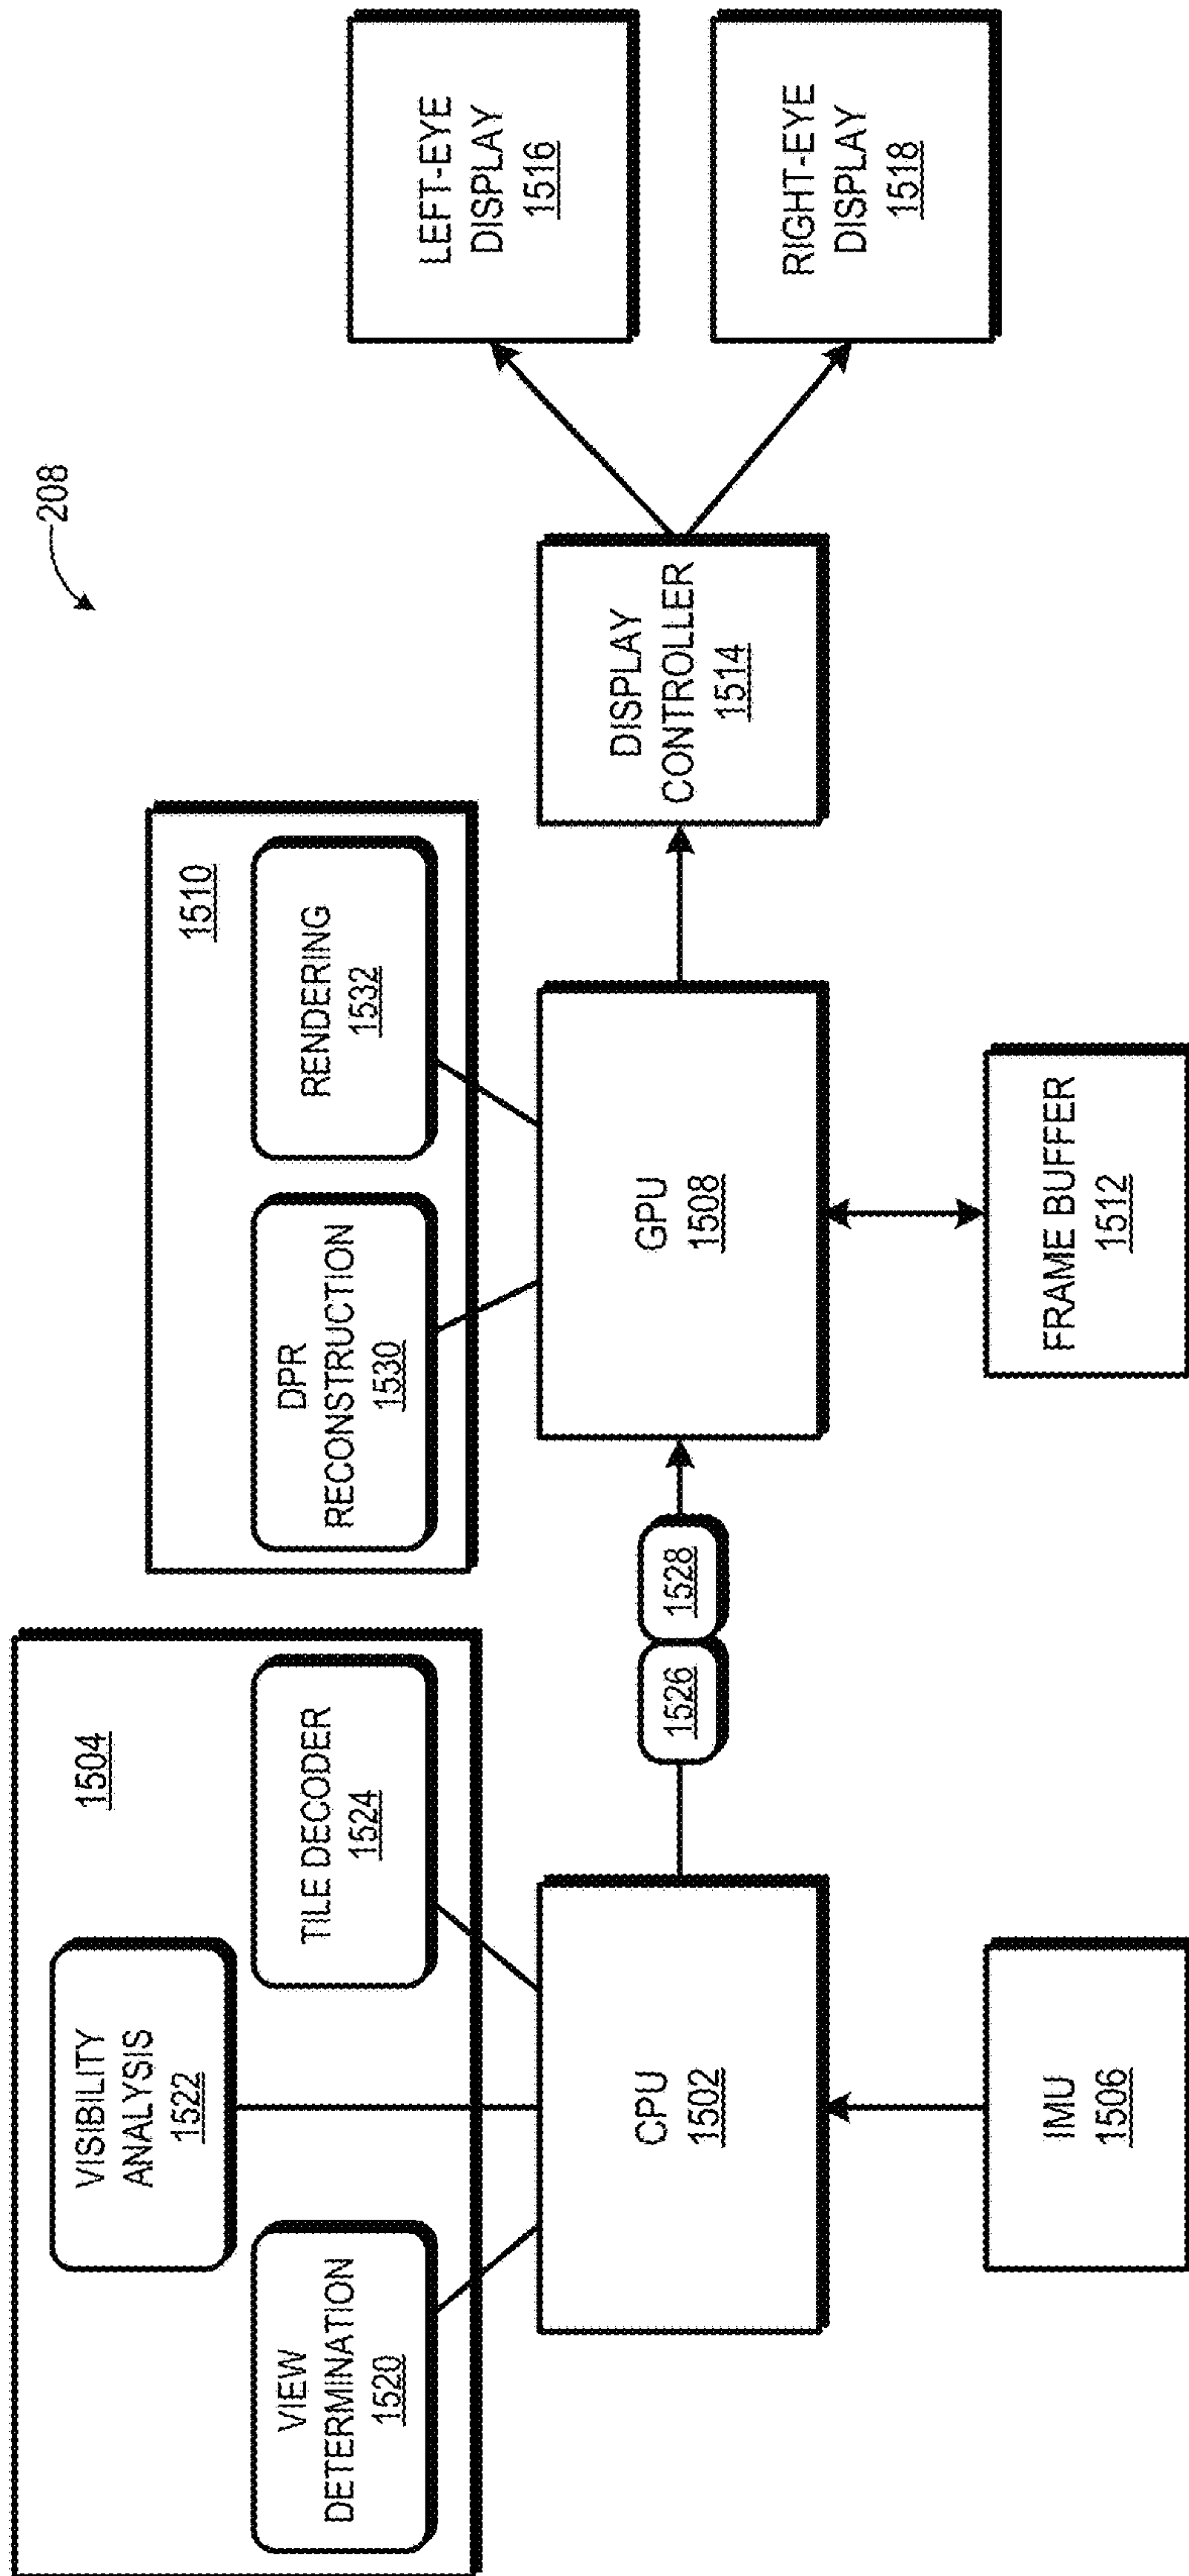 208
1504
VISIBILITY
ANALYSIS
1522
VIEW
DETERMINATION
1520
TILE DECODER
1524
1510
DPR
RECONSTRUCTION
1530
RENDERING
1532
CPU
1502
1526
1528
GPU
1508
DISPLAY
CONTROLLER
1514
LEFT-EYE
DISPLAY
1516
RIGHT-EYE
DISPLAY
1518
IMU
1506
FRAME BUFFER
1512